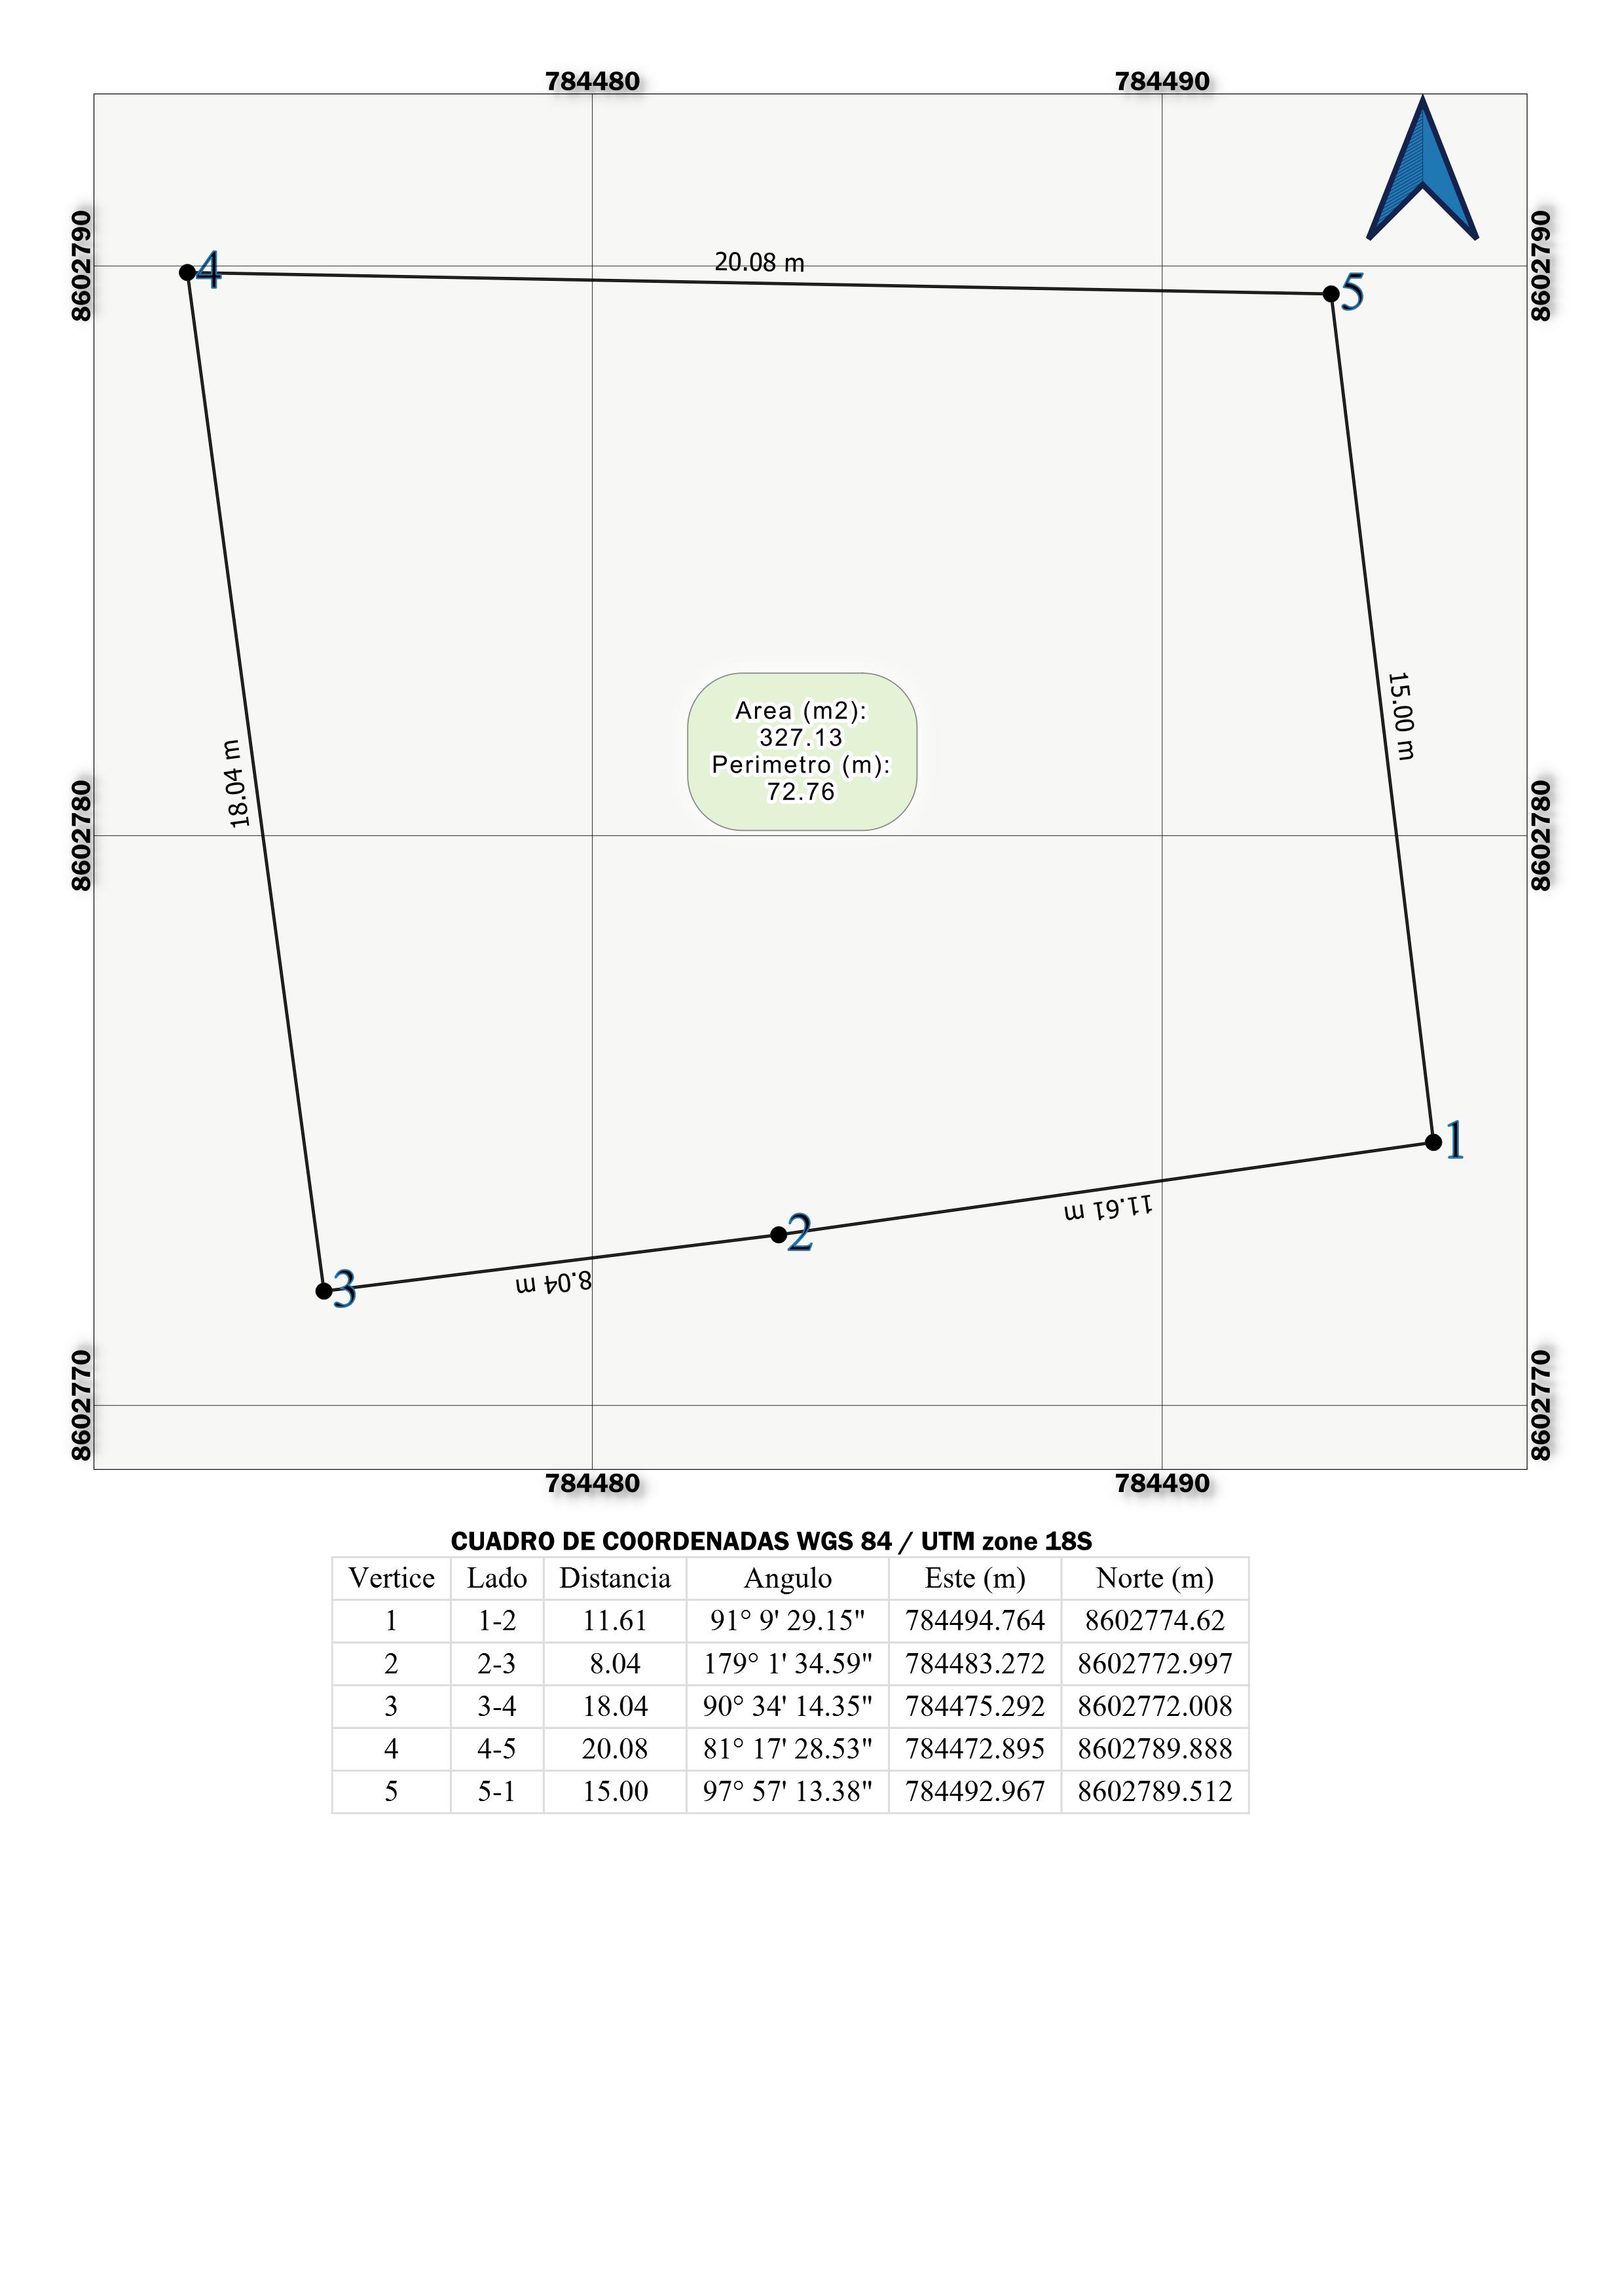 784480 784490
8602790 8602790
4
20.08 m
5
15.00 m
Area (m2):
327.13
Perimetro (m):
72.76
18.04 m
8602780 8602780
1
11.61 m
2
8.04 m
3
8602770 8602770
784480 784490
CUADRO DE COORDENADAS WGS 84 / UTM zone 18S
Vertice Lado Distancia Angulo Este (m) Norte (m)
1 1-2 11.61 91° 9' 29.15" 784494.764 8602774.62
2 2-3 8.04 179° 1' 34.59" 784483.272 8602772.997
3 3-4 18.04 90° 34' 14.35" 784475.292 8602772.008
4 4-5 20.08 81° 17' 28.53" 784472.895 8602789.888
5 5-1 15.00 97° 57' 13.38" 784492.967 8602789.512